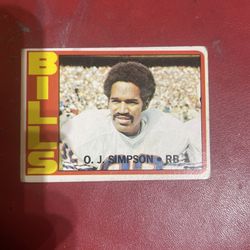 BILLS
O. J. SIMPSON • RB